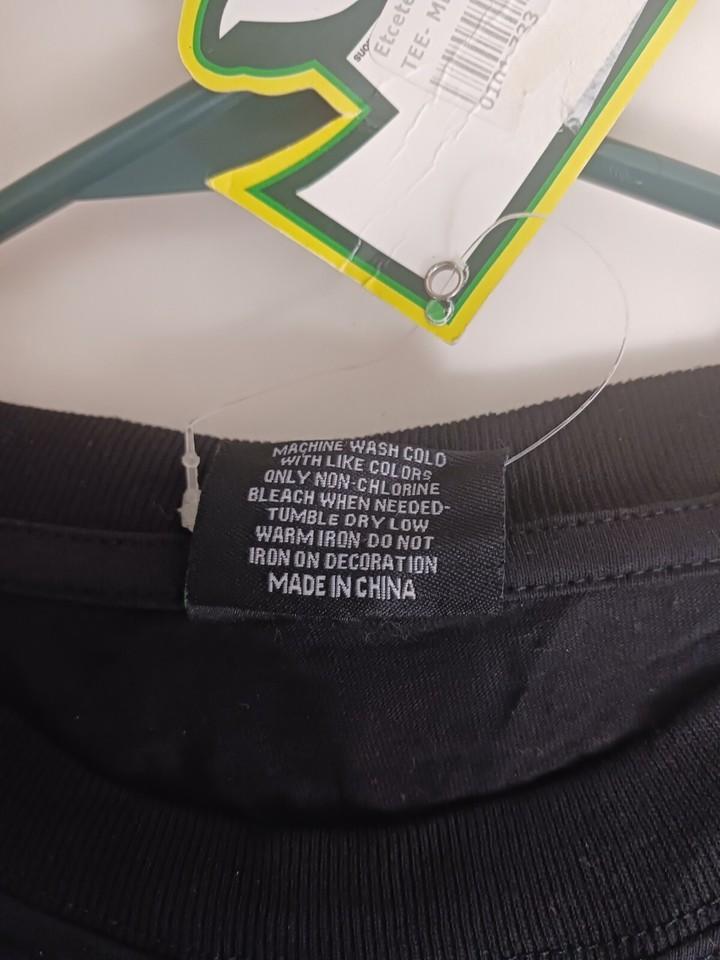 TEE-
MACHINE WASH COLD
WITH LIKE COLORS
ONLY NON-CHLORINE
BLEACH WHEN NEEDED-
TUMBLE DRY LOW
WARM IRON DO NOT
IRON ON DECORATION
MADE IN CHINA